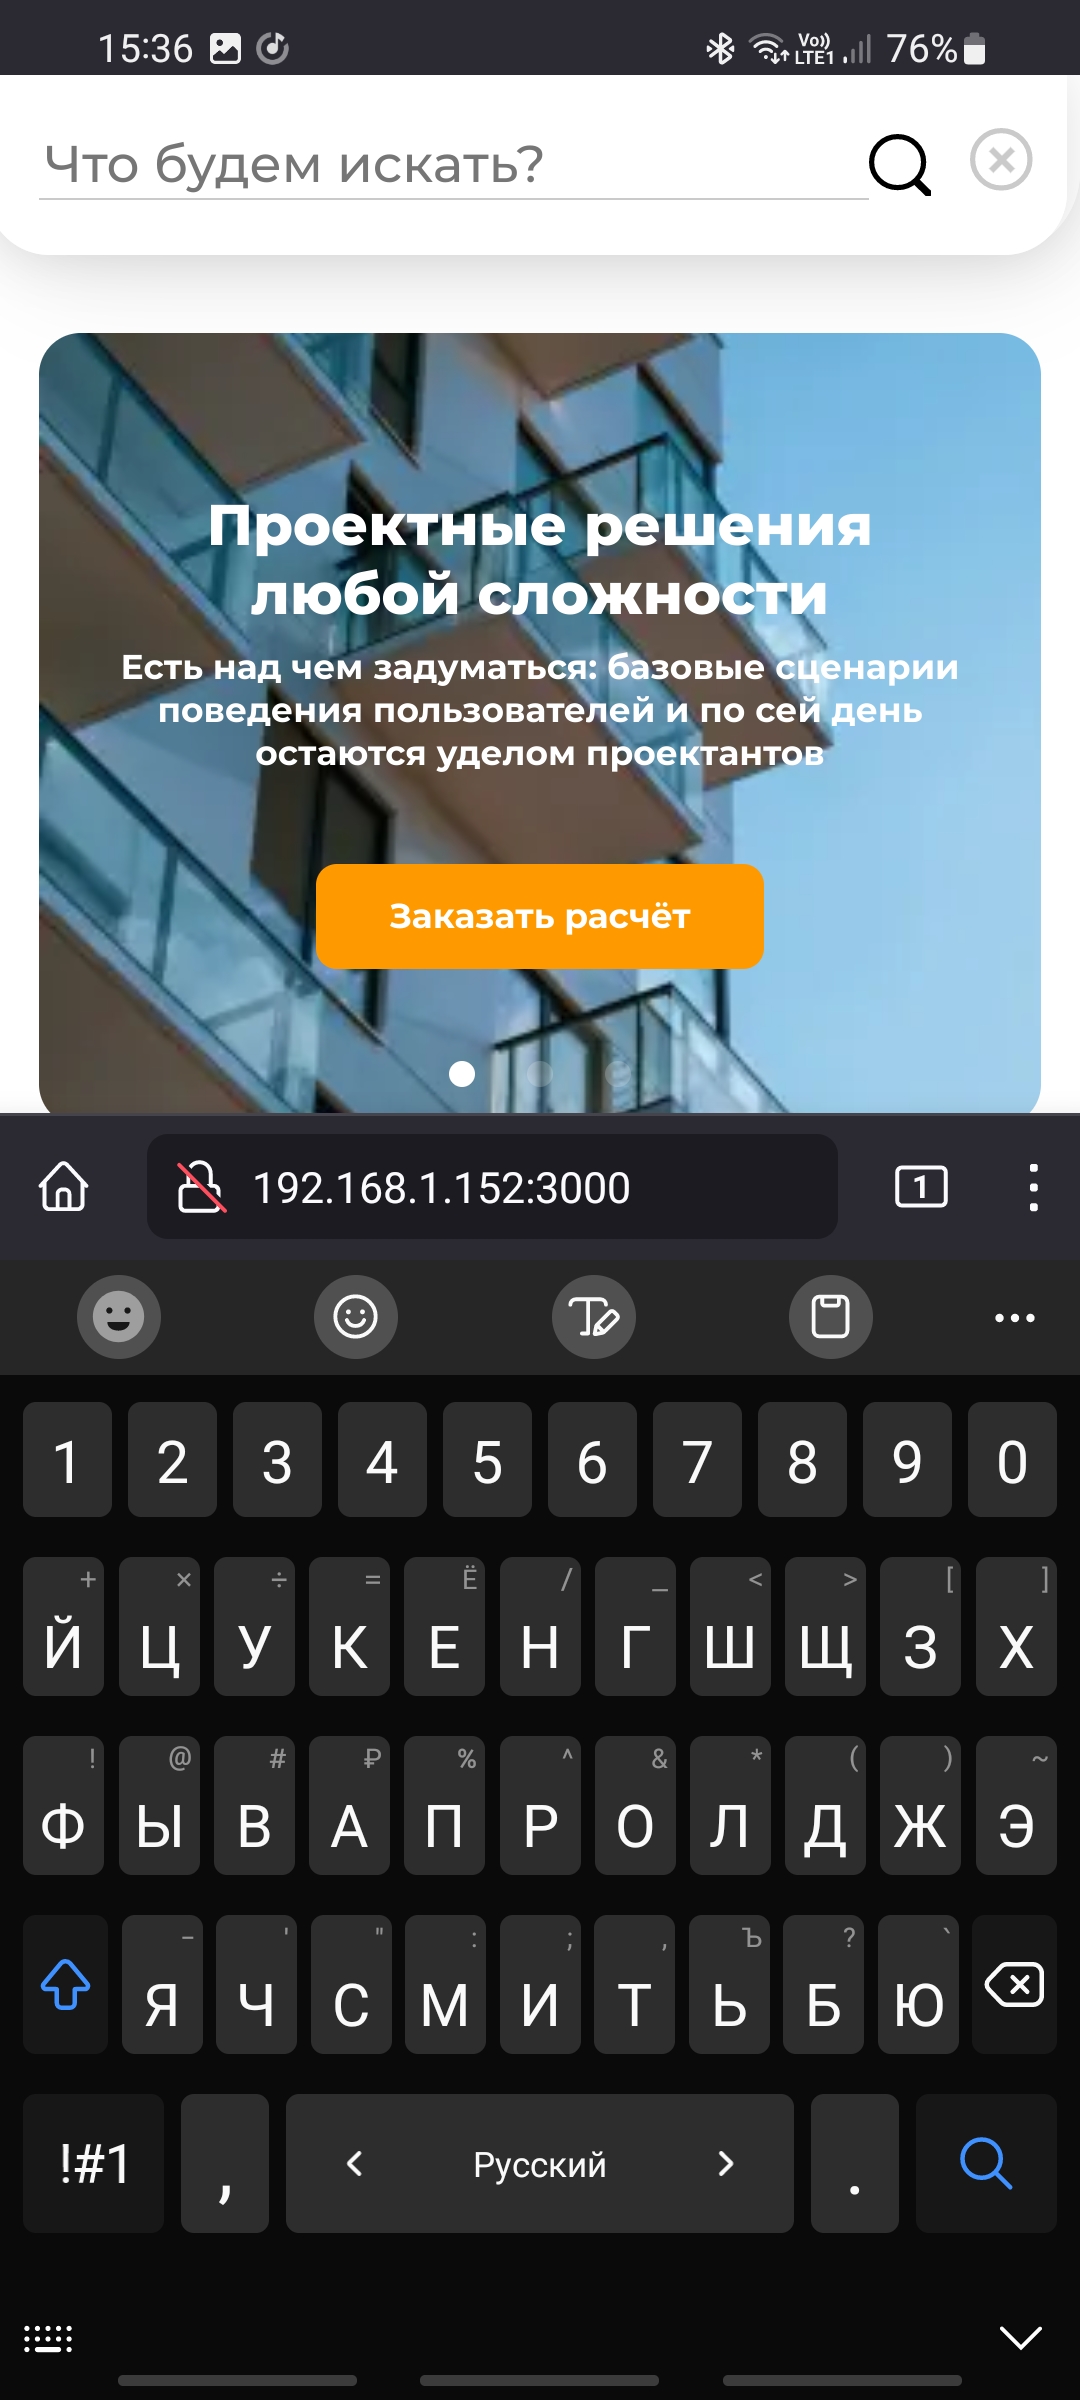 15:36
Vo)) LTE1
76%
Что будем искать?
Проектные решения
любой сложности
Есть над чем задуматься: базовые сценарии
поведения пользователей и по сей день
остаются уделом проектантов
Заказать расчёт
192.168.1.152:3000
1
1 2 3 4 5 6 7 8 9 0
+ × ÷ = Ё / _ < > [ ]
Й Ц У К Е Н Г Ш Щ З Х
! @ # ₽ % ^ & * ( ) ~
Ф Ы В А П Р О Л Д Ж Э
- ' " : ; , Ъ ? `
Я Ч С М И Т Ь Б Ю
!#1 , < Русский > .